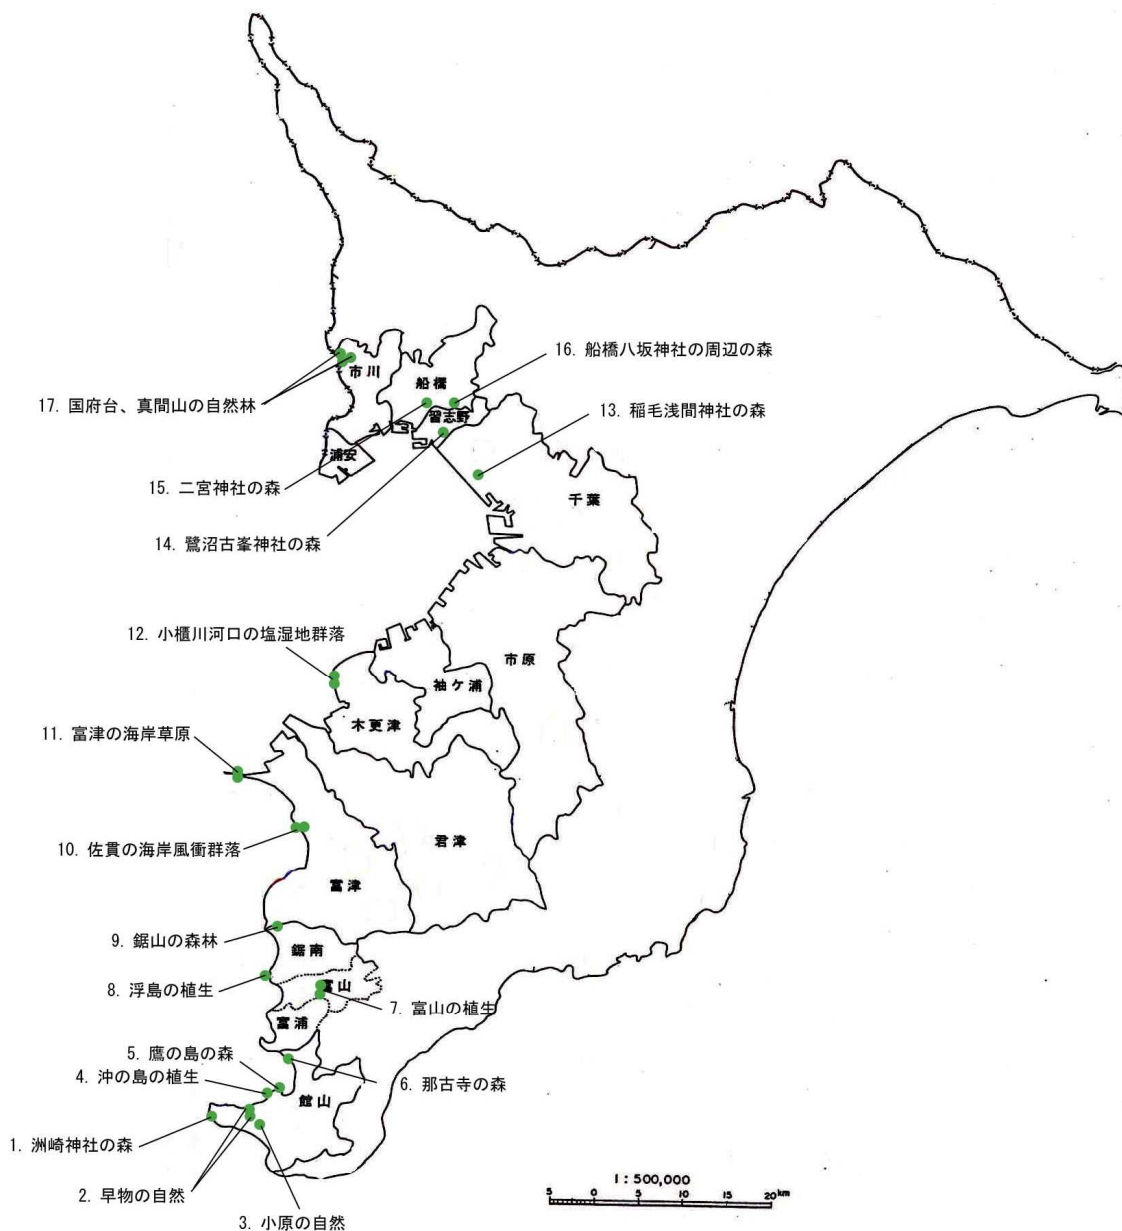 16. 船橋八坂神社の周辺の森
市川
船橋
17. 国府台、真間山の自然林
習志野
13. 稲毛浅間神社の森
浦安
15. 二宮神社の森
千葉
14. 鷺沼古峯神社の森
12. 小櫃川河口の塩湿地群落
市原
袖ケ浦
木更津
11. 富津の海岸草原
君津
10. 佐貫の海岸風衝群落
富津
9. 鋸山の森林
鋸南
8. 浮島の植生
富山
7. 富山の植生
富浦
5. 鷹の島の森
4. 沖の島の植生
6. 那古寺の森
館山
1. 洲崎神社の森
2. 早物の自然
3. 小原の自然
1:500,000
5 0 5 10 15 20km